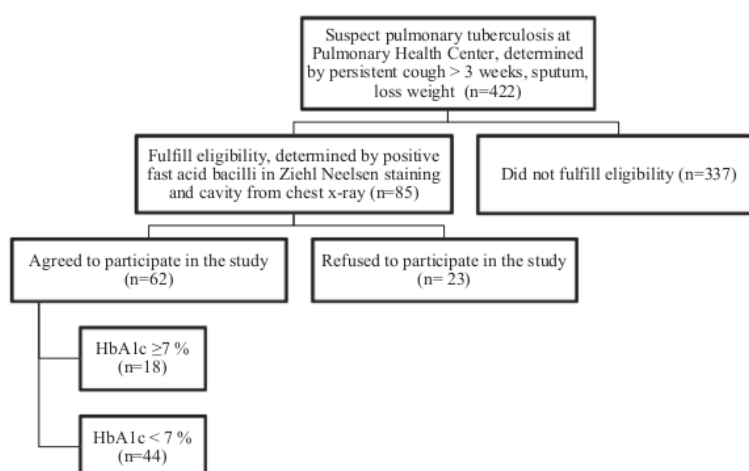 Suspect pulmonary tuberculosis at
Pulmonary Health Center, determined
by persistent cough > 3 weeks, sputum,
loss weight (n=422)
Fulfill eligibility, determined by positive
fast acid bacilli in Ziehl Neelsen staining
and cavity from chest x-ray (n=85)
Did not fulfill eligibility (n=337)
Agreed to participate in the study
(n=62)
Refused to participate in the study
(n= 23)
HbA1c ≥7 %
(n=18)
HbA1c < 7 %
(n=44)